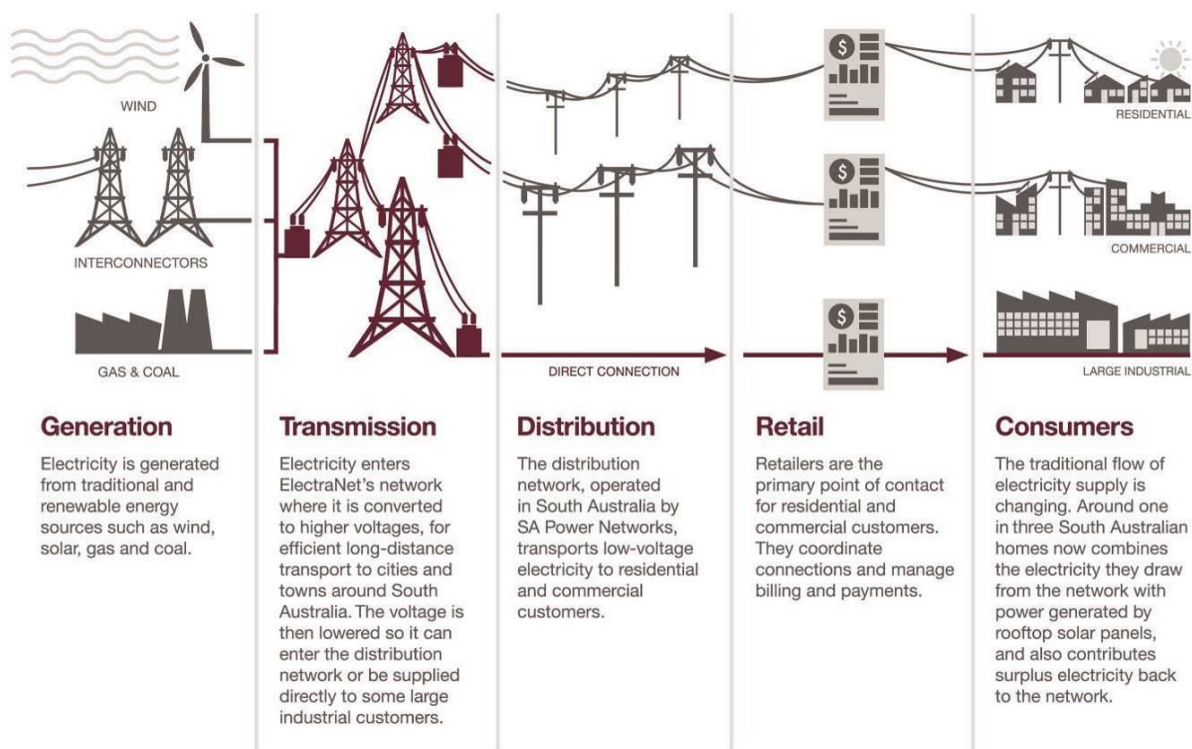 WIND
INTERCONNECTORS
GAS & COAL
DIRECT CONNECTION
$
$
$
RESIDENTIAL
COMMERCIAL
LARGE INDUSTRIAL
Generation
Electricity is generated
from traditional and
renewable energy
sources such as wind,
solar, gas and coal.
Transmission
Electricity enters
ElectraNet's network
where it is converted
to higher voltages, for
efficient long-distance
transport to cities and
towns around South
Australia. The voltage is
then lowered so it can
enter the distribution
network or be supplied
directly to some large
industrial customers.
Distribution
The distribution
network, operated
in South Australia by
SA Power Networks,
transports low-voltage
electricity to residential
and commercial
customers.
Retail
Retailers are the
primary point of contact
for residential and
commercial customers.
They coordinate
connections and manage
billing and payments.
Consumers
The traditional flow of
electricity supply is
changing. Around one
in three South Australian
homes now combines
the electricity they draw
from the network with
power generated by
rooftop solar panels,
and also contributes
surplus electricity back
to the network.